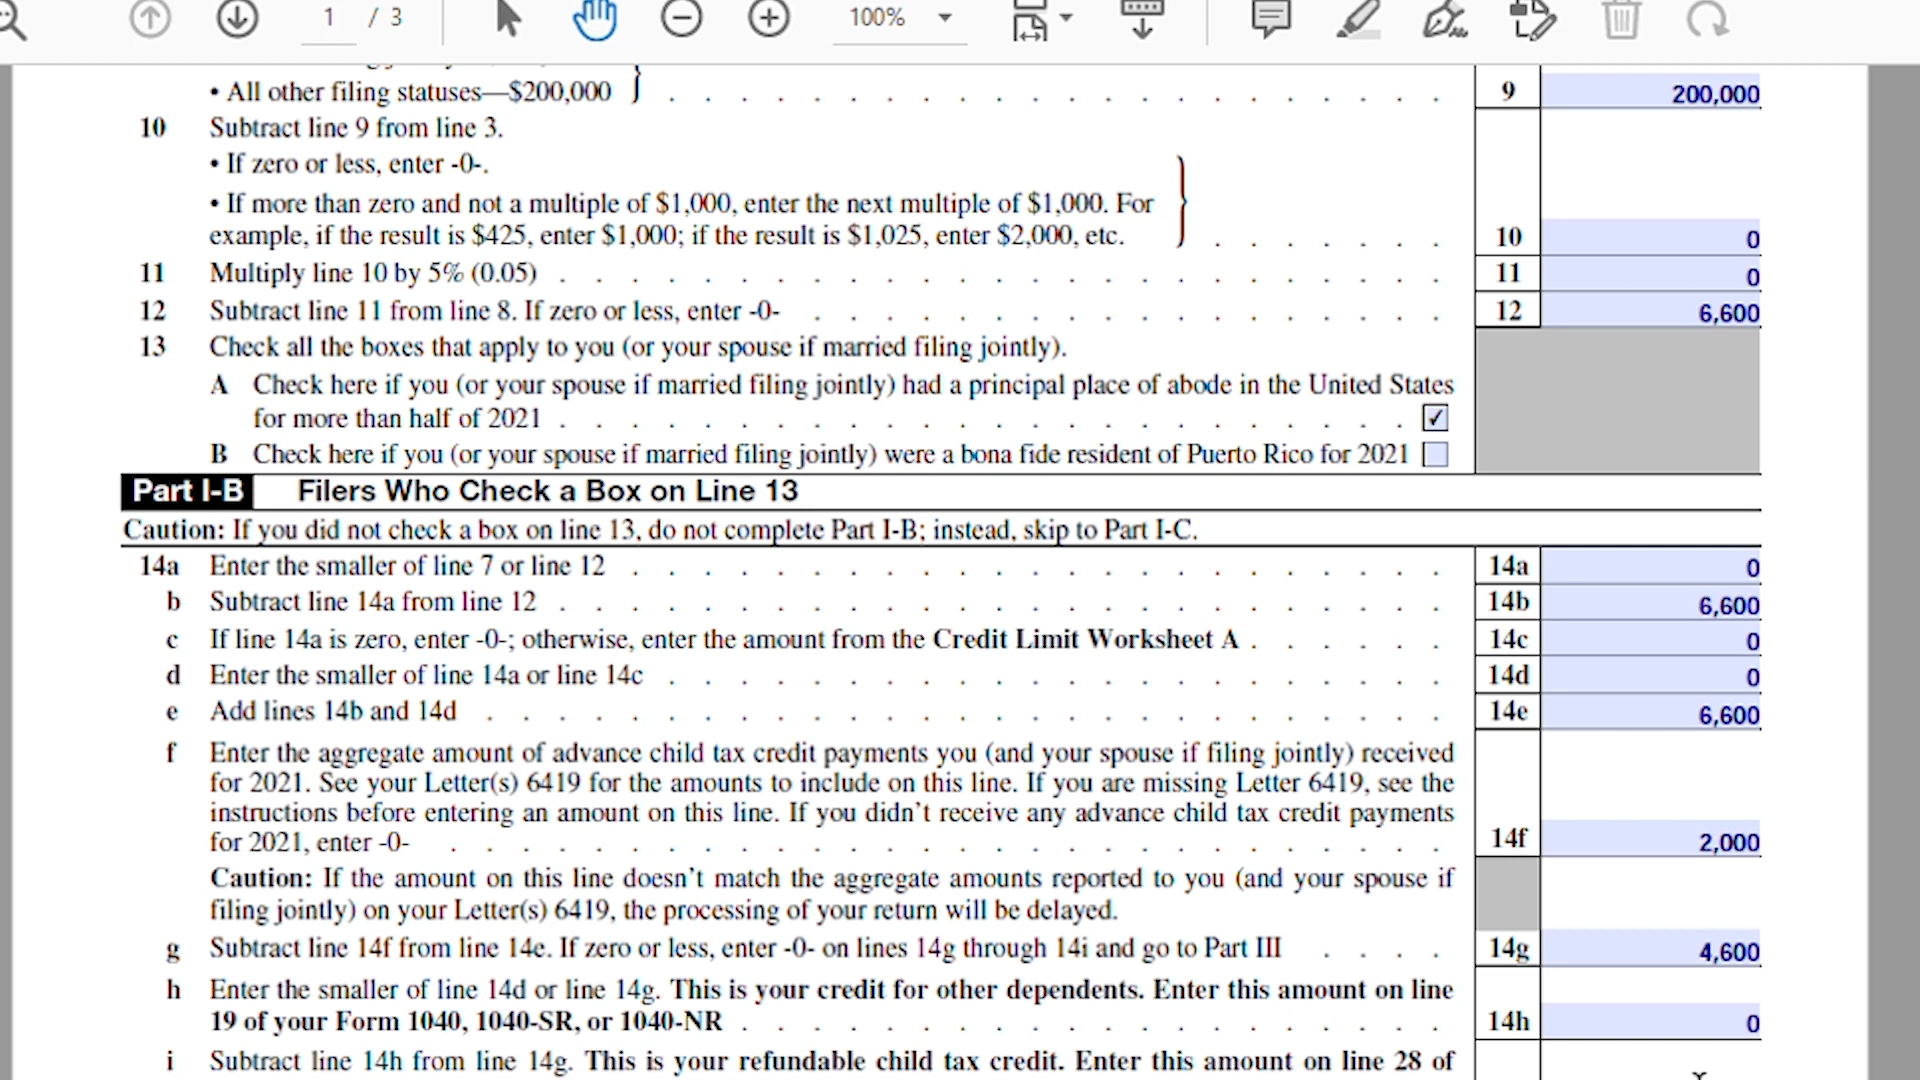 1 / 3 100%
• All other filing statuses—$200,000 9 200,000
10 Subtract line 9 from line 3.
• If zero or less, enter -0-.
• If more than zero and not a multiple of $1,000, enter the next multiple of $1,000. For
example, if the result is $425, enter $1,000; if the result is $1,025, enter $2,000, etc. . . . . . . . 10 0
11 Multiply line 10 by 5% (0.05) 11 0
12 Subtract line 11 from line 8. If zero or less, enter -0- 12 6,600
13 Check all the boxes that apply to you (or your spouse if married filing jointly).
A Check here if you (or your spouse if married filing jointly) had a principal place of abode in the United States
for more than half of 2021 ✓
B Check here if you (or your spouse if married filing jointly) were a bona fide resident of Puerto Rico for 2021
Part I-B Filers Who Check a Box on Line 13
Caution: If you did not check a box on line 13, do not complete Part I-B; instead, skip to Part I-C.
14a Enter the smaller of line 7 or line 12 14a 0
b Subtract line 14a from line 12 14b 6,600
c If line 14a is zero, enter -0-; otherwise, enter the amount from the Credit Limit Worksheet A 14c 0
d Enter the smaller of line 14a or line 14c 14d 0
e Add lines 14b and 14d 14e 6,600
f Enter the aggregate amount of advance child tax credit payments you (and your spouse if filing jointly) received
for 2021. See your Letter(s) 6419 for the amounts to include on this line. If you are missing Letter 6419, see the
instructions before entering an amount on this line. If you didn't receive any advance child tax credit payments
for 2021, enter -0- 14f 2,000
Caution: If the amount on this line doesn't match the aggregate amounts reported to you (and your spouse if
filing jointly) on your Letter(s) 6419, the processing of your return will be delayed.
g Subtract line 14f from line 14e. If zero or less, enter -0- on lines 14g through 14i and go to Part III 14g 4,600
h Enter the smaller of line 14d or line 14g. This is your credit for other dependents. Enter this amount on line
19 of your Form 1040, 1040-SR, or 1040-NR 14h 0
i Subtract line 14h from line 14g. This is your refundable child tax credit. Enter this amount on line 28 of